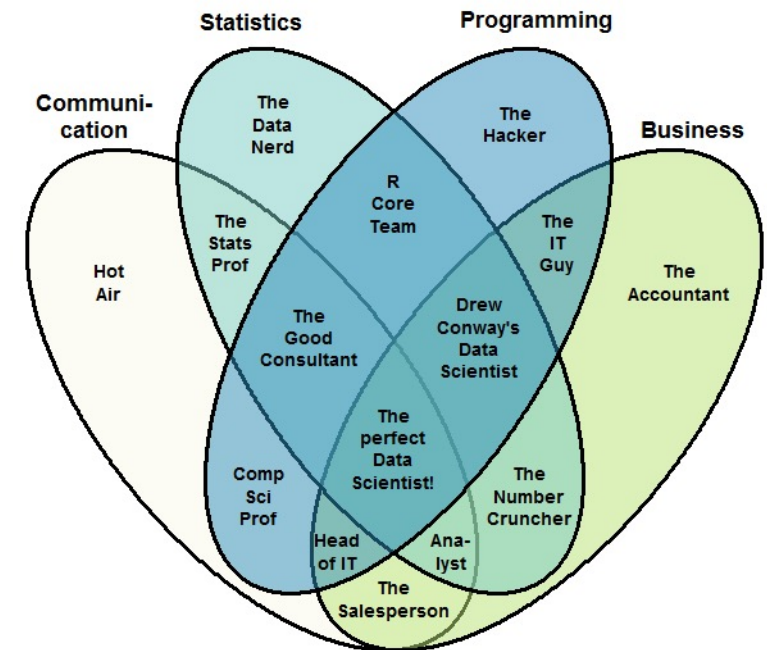 Statistics
Programming
Communi-
cation
Business
The
Data
Nerd
The
Hacker
R
Core
Team
The
Stats
Prof
The
IT
Guy
Hot
Air
The
Accountant
The
Good
Consultant
Drew
Conway's
Data
Scientist
The
perfect
Data
Scientist!
Comp
Sci
Prof
The
Number
Cruncher
Head
of IT
Ana-
lyst
The
Salesperson